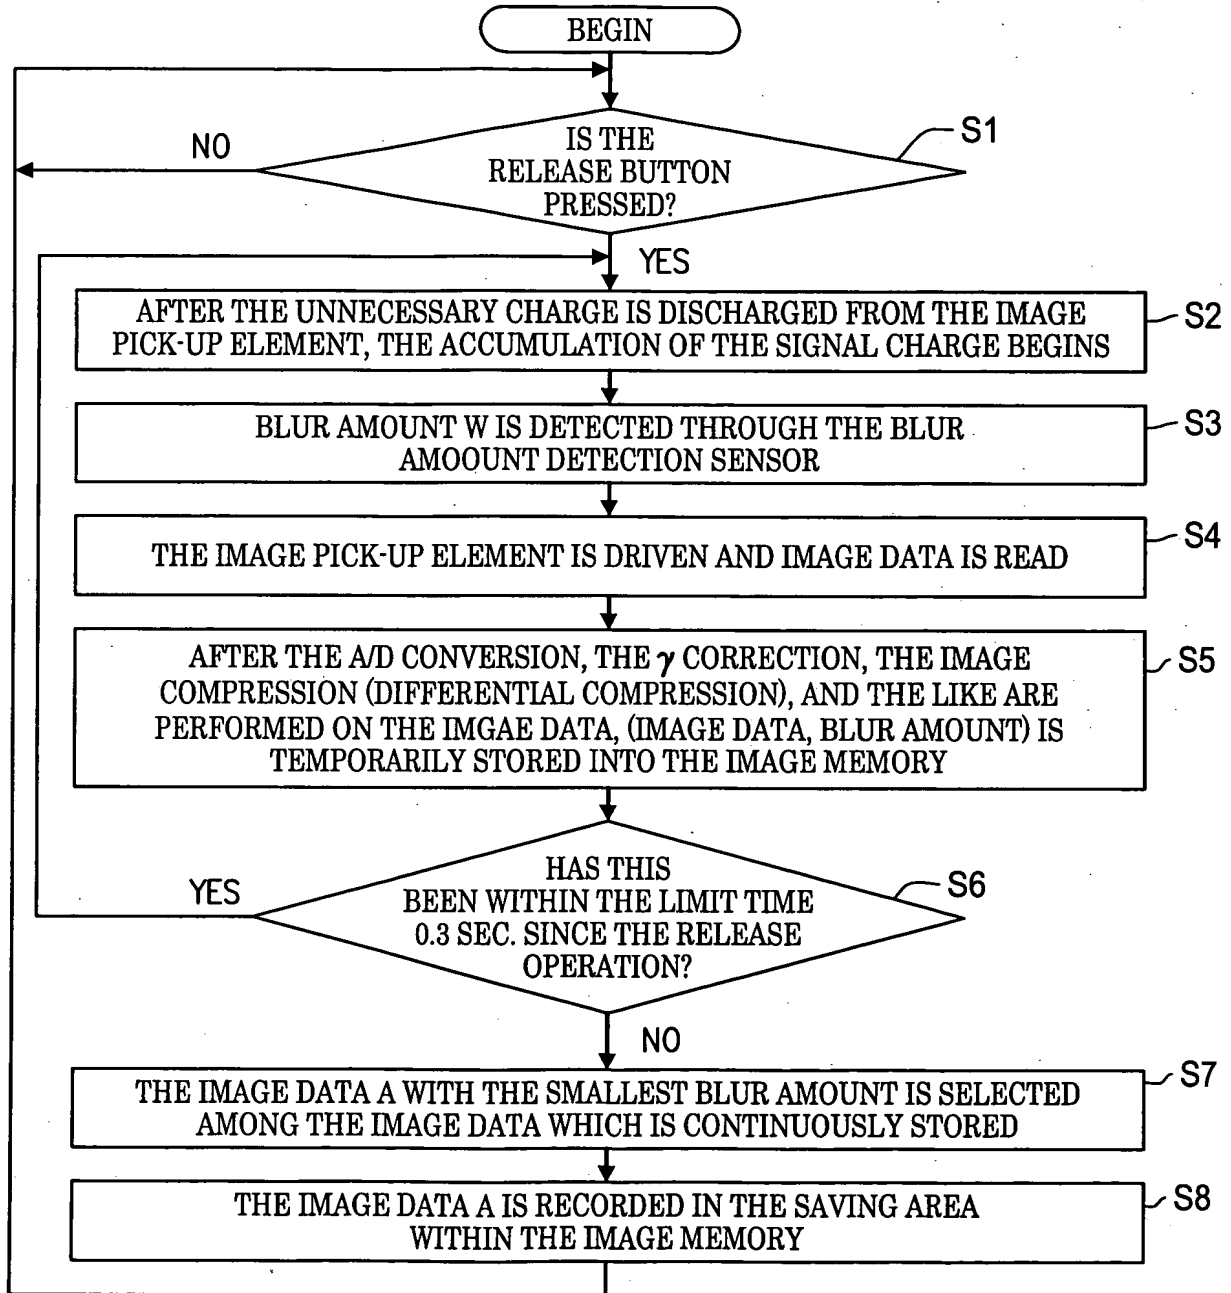 BEGIN
IS THE
RELEASE BUTTON
PRESSED?
S1
NO
YES
AFTER THE UNNECESSARY CHARGE IS DISCHARGED FROM THE IMAGE
PICK-UP ELEMENT, THE ACCUMULATION OF THE SIGNAL CHARGE BEGINS
S2
BLUR AMOUNT W IS DETECTED THROUGH THE BLUR
AMOOUNT DETECTION SENSOR
S3
THE IMAGE PICK-UP ELEMENT IS DRIVEN AND IMAGE DATA IS READ
S4
AFTER THE A/D CONVERSION, THE γ CORRECTION, THE IMAGE
COMPRESSION (DIFFERENTIAL COMPRESSION), AND THE LIKE ARE
PERFORMED ON THE IMGAE DATA, (IMAGE DATA, BLUR AMOUNT) IS
TEMPORARILY STORED INTO THE IMAGE MEMORY
S5
HAS THIS
BEEN WITHIN THE LIMIT TIME
0.3 SEC. SINCE THE RELEASE
OPERATION?
S6
YES
NO
THE IMAGE DATA A WITH THE SMALLEST BLUR AMOUNT IS SELECTED
AMONG THE IMAGE DATA WHICH IS CONTINUOUSLY STORED
S7
THE IMAGE DATA A IS RECORDED IN THE SAVING AREA
WITHIN THE IMAGE MEMORY
S8